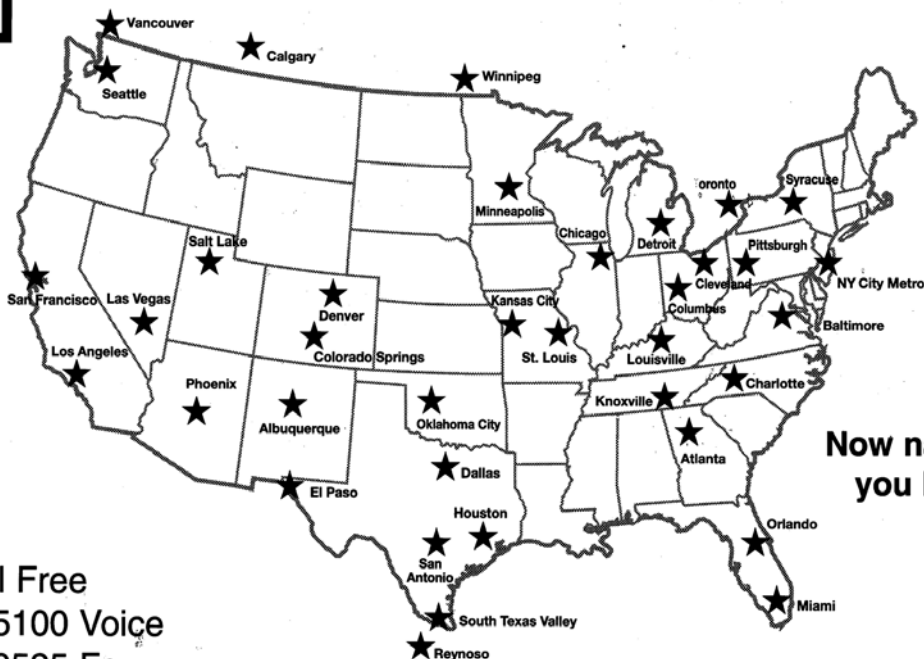 Vancouver
Calgary
Winnipeg
Seattle
Minneapolis
oronto
Syracuse
Chicago
Detroit
Pittsburgh
Salt Lake
Cleveland
NY City Metro
San Francisco
Las Vegas
Denver
Kansas City
Columbus
Baltimore
Colorado Springs
St. Louis
Louisville
Los Angeles
Phoenix
Knoxville
Charlotte
Albuquerque
Oklahoma City
Atlanta
Now n
you
El Paso
Dallas
Houston
Orlando
San
Antonio
l Free
5100 Voice
South Texas Valley
Miami
Reynoso